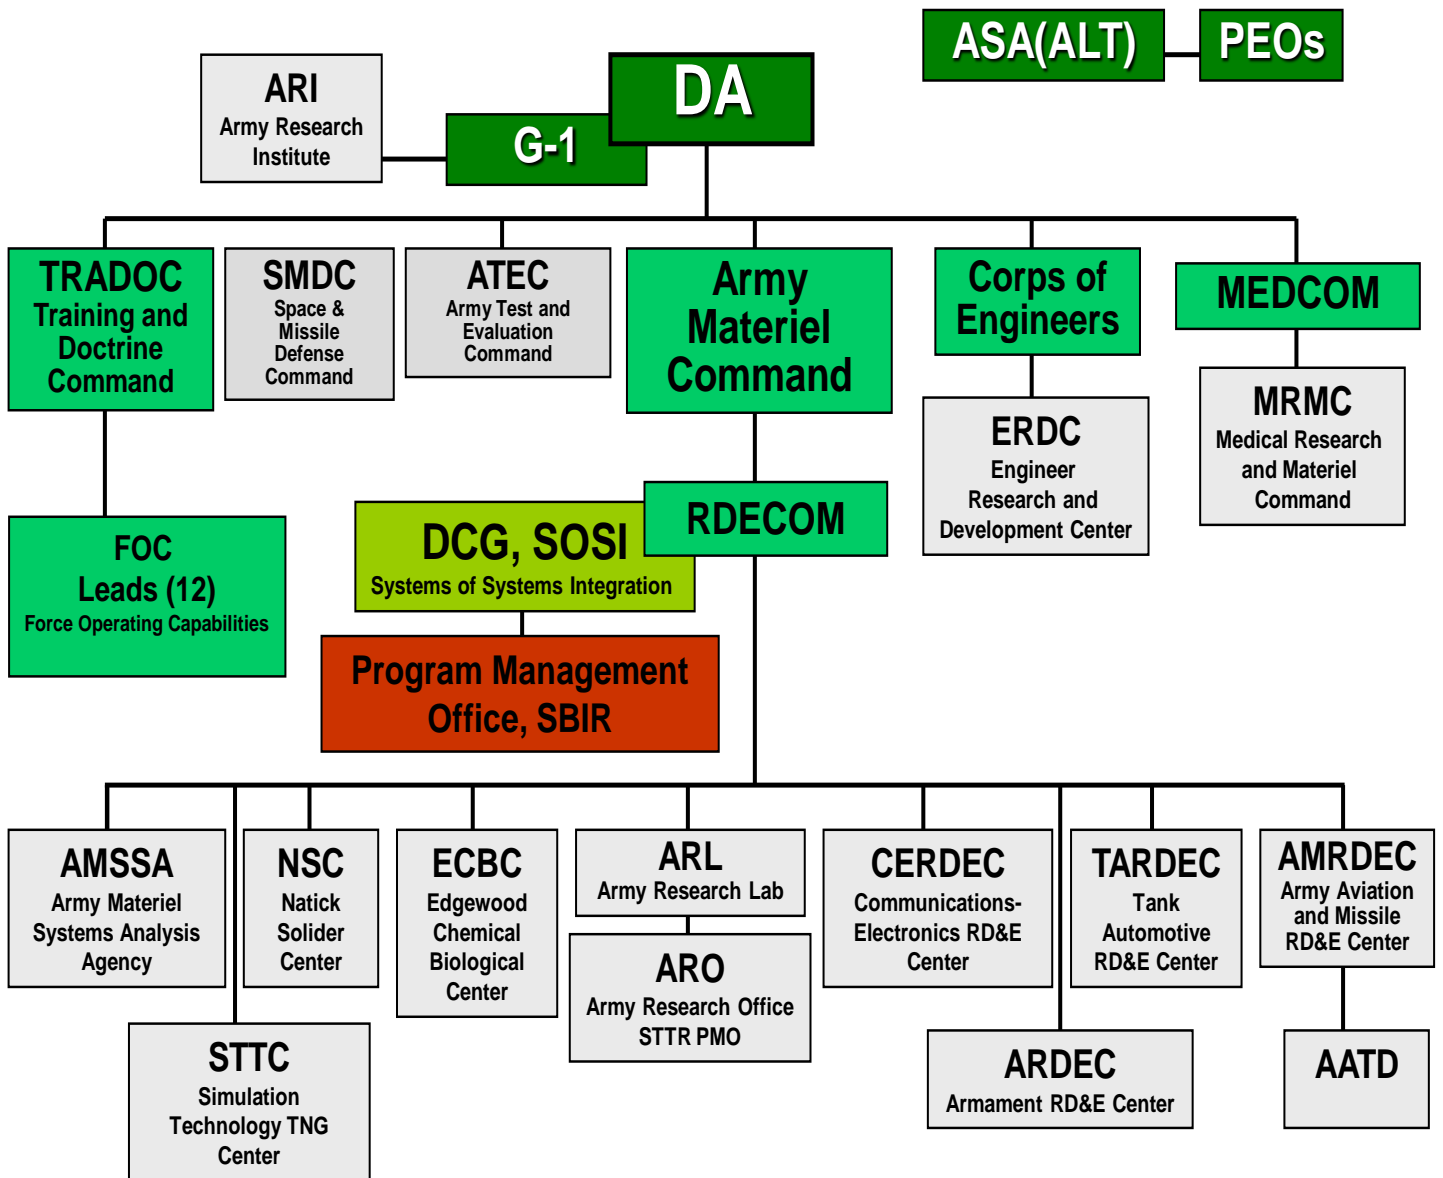 ASA(ALT)
PEOs
DA
ARI
Army Research
Institute
G-1
TRADOC
Training and
Doctrine
Command
SMDC
Space &
Missile
Defense
Command
ATEC
Army Test and
Evaluation
Command
Army
Materiel
Command
Corps of
Engineers
MEDCOM
ERDC
Engineer
Research and
Development Center
MRMC
Medical Research
and Materiel
Command
FOC
Leads (12)
Force Operating Capabilities
DCG, SOSI
Systems of Systems Integration
RDECOM
Program Management
Office, SBIR
AMSSA
Army Materiel
Systems Analysis
Agency
NSC
Natick
Solider
Center
ECBC
Edgewood
Chemical
Biological
Center
ARL
Army Research Lab
ARO
Army Research Office
STTR PMO
CERDEC
Communications-
Electronics RD&E
Center
TARDEC
Tank
Automotive
RD&E Center
AMRDEC
Army Aviation
and Missile
RD&E Center
STTC
Simulation
Technology TNG
Center
ARDEC
Armament RD&E Center
AATD